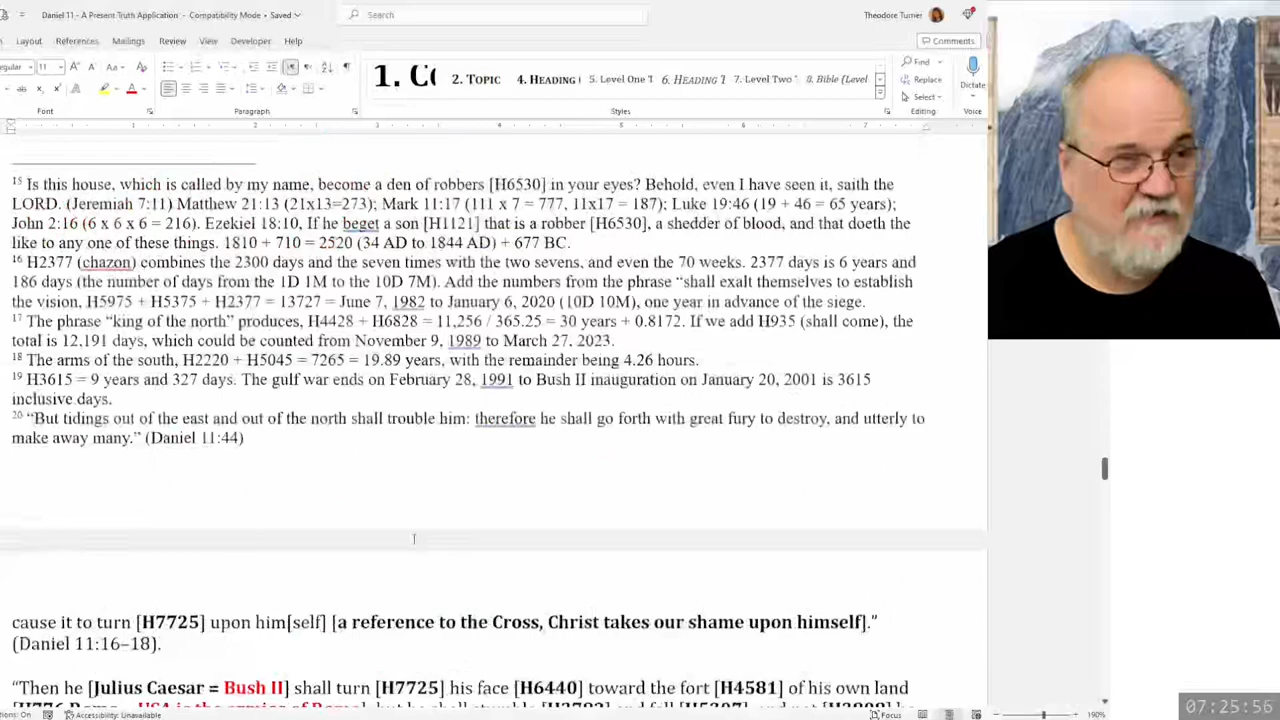 Daniel 11 - A Present Truth Application - Compatibility Mode • Saved
Search
Theodore Turner
Layout References Mailings Review View Developer Help
Comments
11
1. 2. TOPIC 4. HEADING 5. Level One 6. HEADING 7. Level Two 8. Bible (Level
Find
Replace
Select
Dictate
Font Paragraph Styles Editing Voice
1 2 3 4 5 6 7
15 Is this house, which is called by my name, become a den of robbers [H6530] in your eyes? Behold, even I have seen it, saith the
LORD. (Jeremiah 7:11) Matthew 21:13 (21x13=273); Mark 11:17 (111 x 7 = 777, 11x17 = 187); Luke 19:46 (19 + 46 = 65 years);
John 2:16 (6 x 6 x 6 = 216). Ezekiel 18:10, If he beget a son [H1121] that is a robber [H6530], a shedder of blood, and that doeth the
like to any one of these things. 1810 + 710 = 2520 (34 AD to 1844 AD) + 677 BC.
16 H2377 (chazon) combines the 2300 days and the seven times with the two sevens, and even the 70 weeks. 2377 days is 6 years and
186 days (the number of days from the 1D 1M to the 10D 7M). Add the numbers from the phrase “shall exalt themselves to establish
the vision, H5975 + H5375 + H2377 = 13727 = June 7, 1982 to January 6, 2020 (10D 10M), one year in advance of the siege.
17 The phrase “king of the north” produces, H4428 + H6828 = 11,256 / 365.25 = 30 years + 0.8172. If we add H935 (shall come), the
total is 12,191 days, which could be counted from November 9, 1989 to March 27, 2023.
18 The arms of the south, H2220 + H5045 = 7265 = 19.89 years, with the remainder being 4.26 hours.
19 H3615 = 9 years and 327 days. The gulf war ends on February 28, 1991 to Bush II inauguration on January 20, 2001 is 3615
inclusive days.
20 “But tidings out of the east and out of the north shall trouble him: therefore he shall go forth with great fury to destroy, and utterly to
make away many.” (Daniel 11:44)
cause it to turn [H7725] upon him[self] [a reference to the Cross, Christ takes our shame upon himself].”
(Daniel 11:16–18).
“Then he [Julius Caesar = Bush II] shall turn [H7725] his face [H6440] toward the fort [H4581] of his own land
Accessibility: Unavailable
Focus
190%
07:25:56